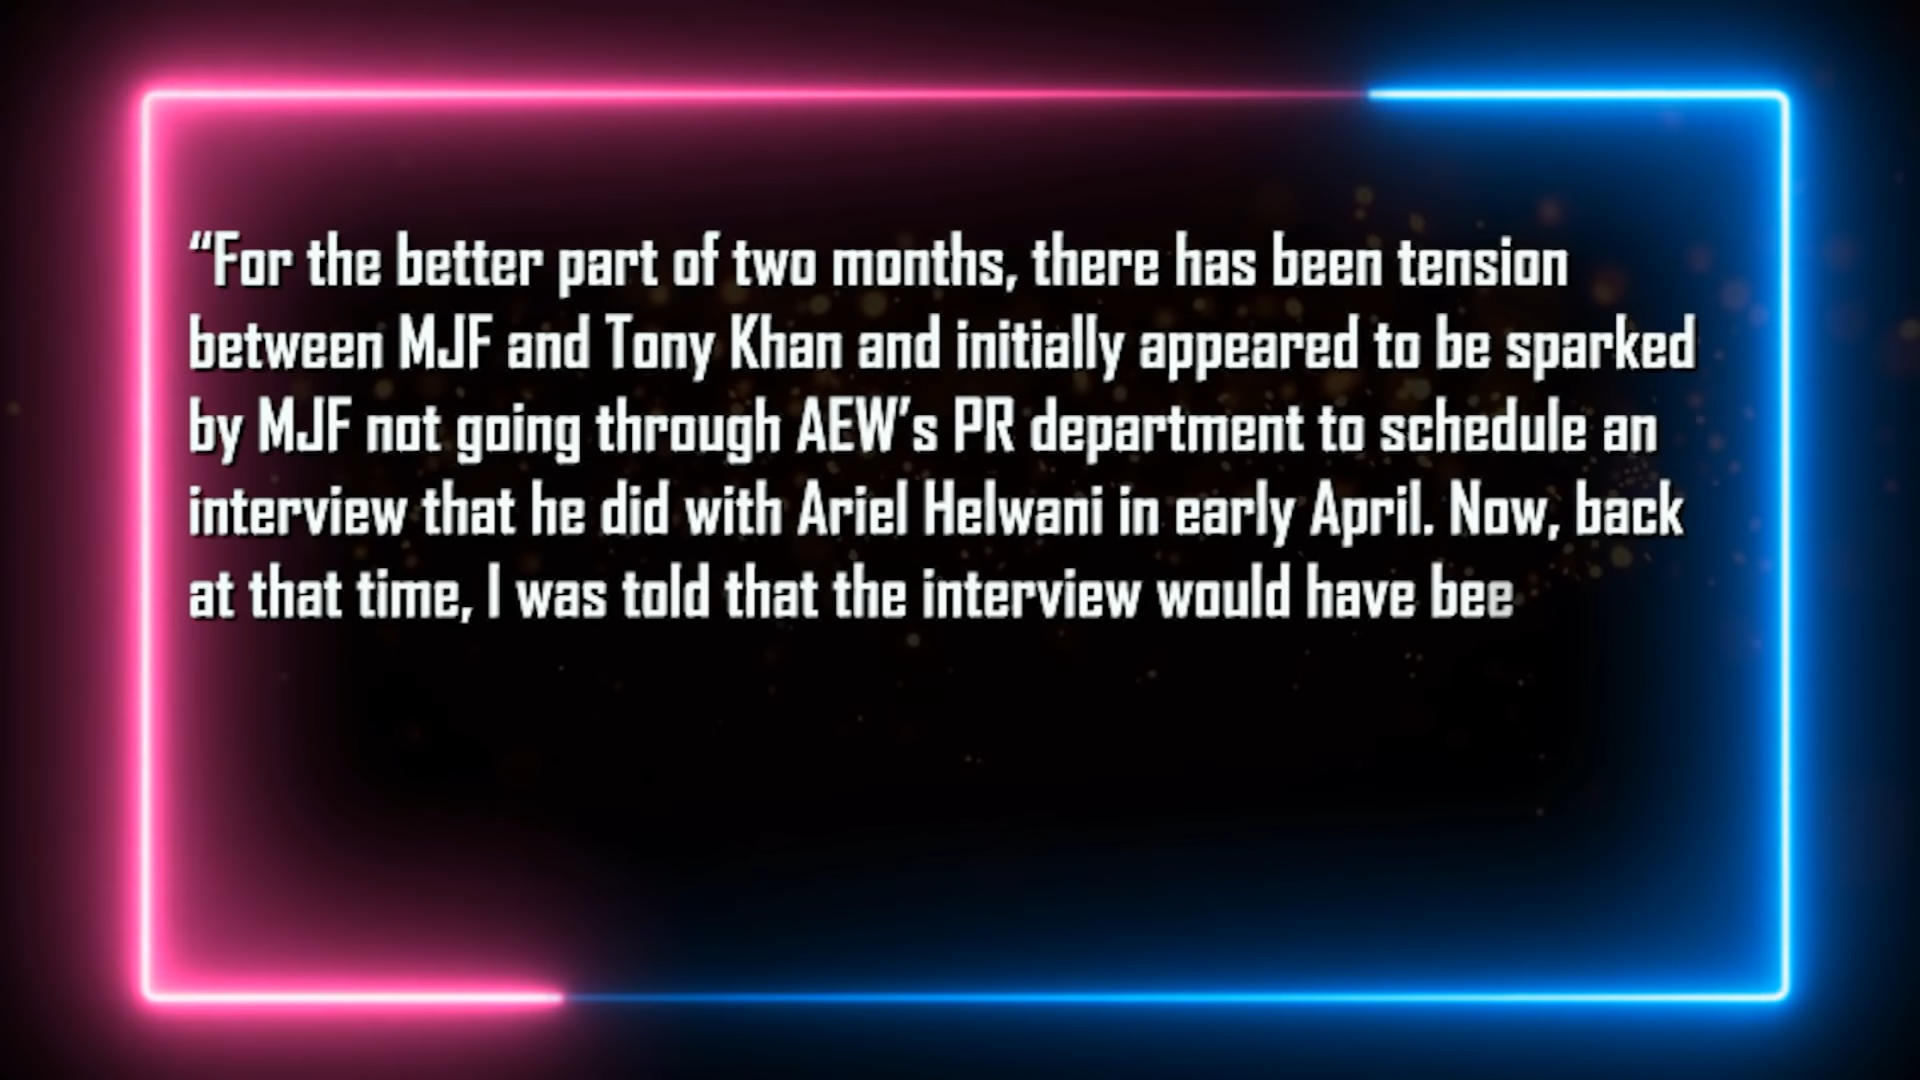 “For the better part of two months, there has been tension
between MJF and Tony Khan and initially appeared to be sparked
by MJF not going through AEW’s PR department to schedule an
interview that he did with Ariel Helwani in early April. Now, back
at that time, I was told that the interview would have bee